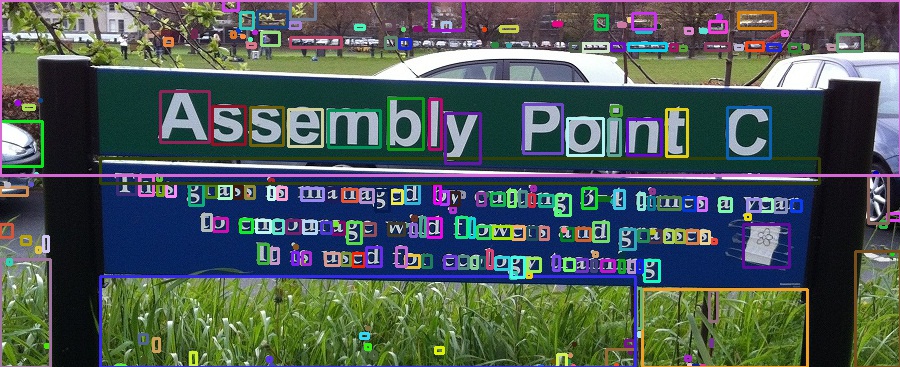 Assembly Point C
This grass is managed by cutting 3-4 times a year
to encourage wild flowers and grasses.
It is used for ecology training